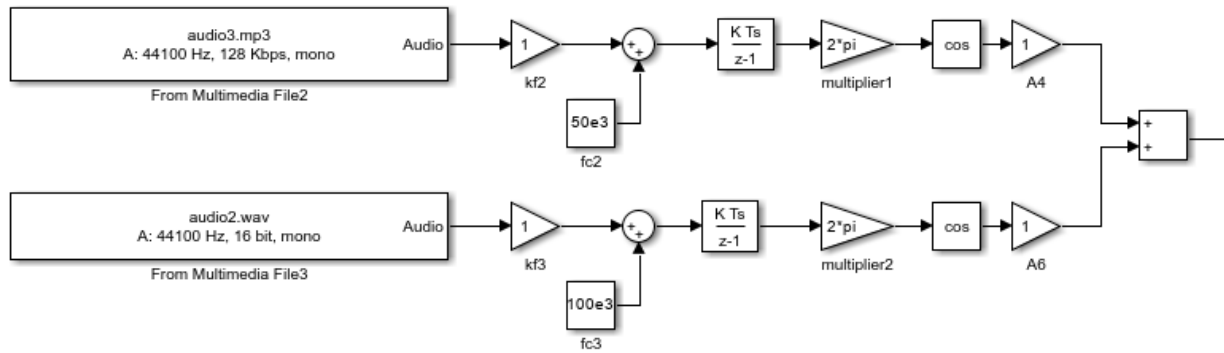 audio3.mp3
A: 44100 Hz, 128 Kbps, mono
Audio
From Multimedia File2
1
kf2
+
+
50e3
fc2
K Ts
z-1
2*pi
multiplier1
cos
1
A4
+
+
audio2.wav
A: 44100 Hz, 16 bit, mono
Audio
From Multimedia File3
1
kf3
+
+
100e3
fc3
K Ts
z-1
2*pi
multiplier2
cos
1
A6